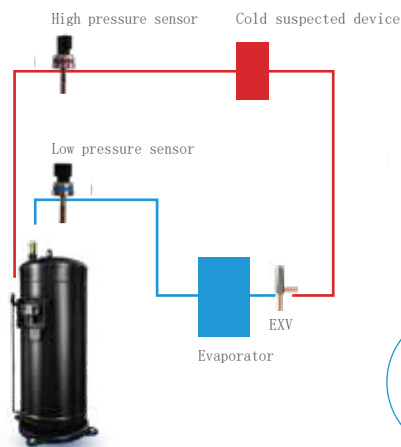 High pressure sensor
Cold suspected device
Low pressure sensor
EXV
Evaporator